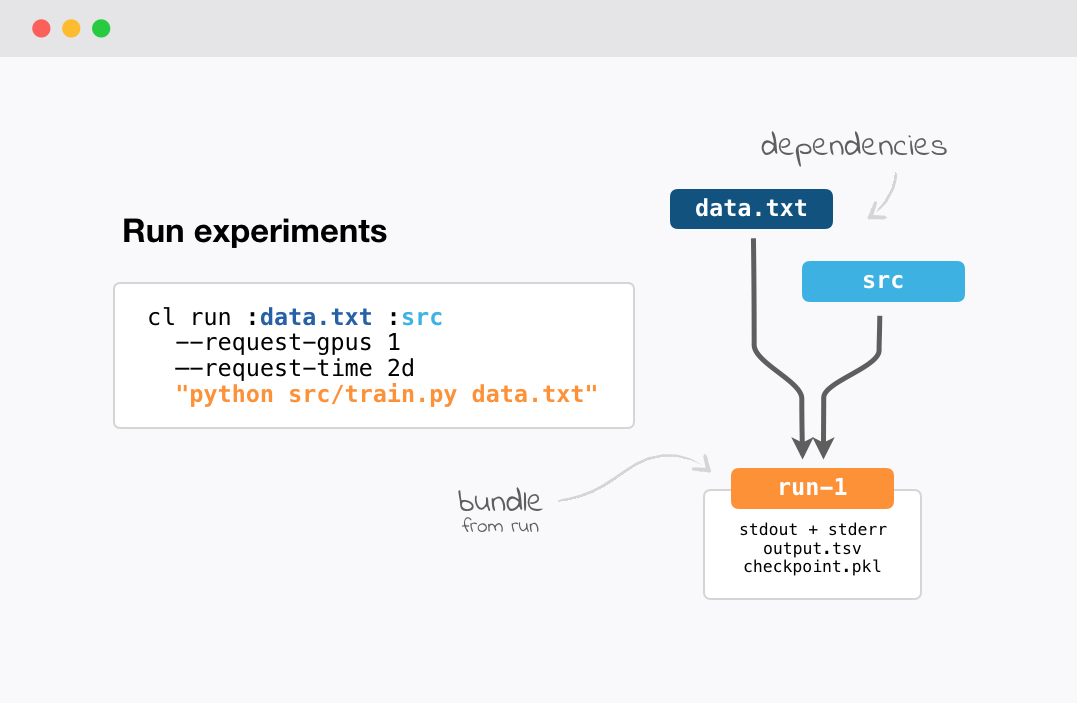 Run experiments
cl run :data.txt :src
--request-gpus 1
--request-time 2d
"python src/train.py data.txt"
dependencies
data.txt
src
bundle
from run
run-1
stdout + stderr
output.tsv
checkpoint.pkl